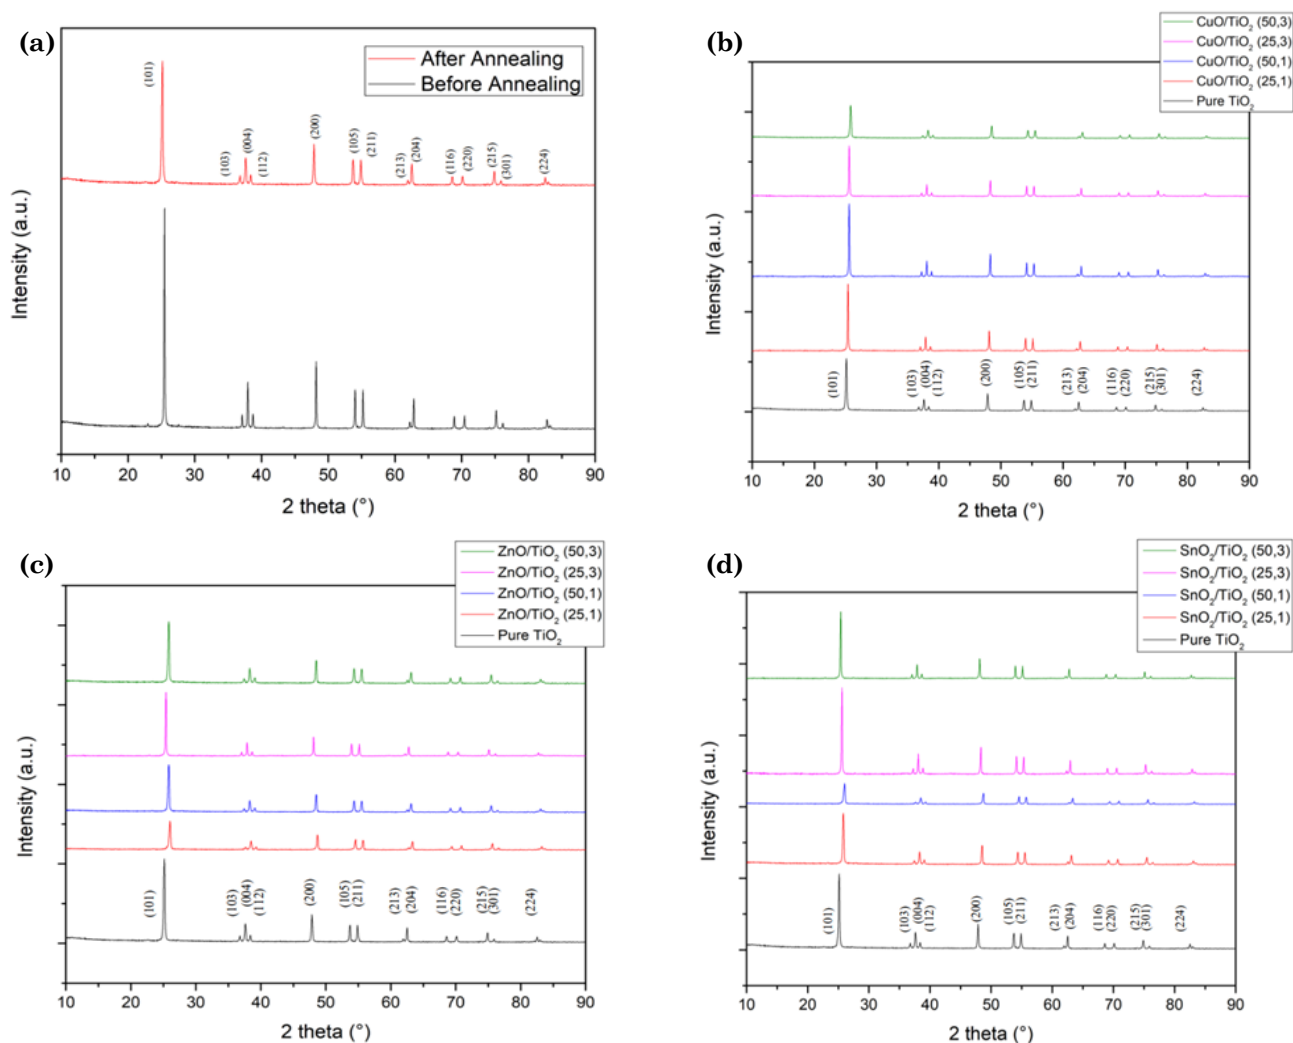 (a)
After Annealing
Before Annealing
(101)
(103)
(004)
(112)
(200)
(105)
(211)
(213)
(204)
(116)
(220)
(215)
(301)
(224)
Intensity (a.u.)
10 20 30 40 50 60 70 80 90
2 theta (°)
(b)
CuO/TiO₂ (50,3)
CuO/TiO₂ (25,3)
CuO/TiO₂ (50,1)
CuO/TiO₂ (25,1)
Pure TiO₂
(101)
(103)
(004)
(112)
(200)
(105)
(211)
(213)
(204)
(116)
(220)
(215)
(301)
(224)
Intensity (a.u.)
10 20 30 40 50 60 70 80 90
2 theta (°)
(c)
ZnO/TiO₂ (50,3)
ZnO/TiO₂ (25,3)
ZnO/TiO₂ (50,1)
ZnO/TiO₂ (25,1)
Pure TiO₂
(101)
(103)
(004)
(112)
(200)
(105)
(211)
(213)
(204)
(116)
(220)
(215)
(301)
(224)
Intensity (a.u.)
10 20 30 40 50 60 70 80 90
2 theta (°)
(d)
SnO₂/TiO₂ (50,3)
SnO₂/TiO₂ (25,3)
SnO₂/TiO₂ (50,1)
SnO₂/TiO₂ (25,1)
Pure TiO₂
(101)
(103)
(004)
(112)
(200)
(105)
(211)
(213)
(204)
(116)
(220)
(215)
(301)
(224)
Intensity (a.u.)
10 20 30 40 50 60 70 80 90
2 theta (°)